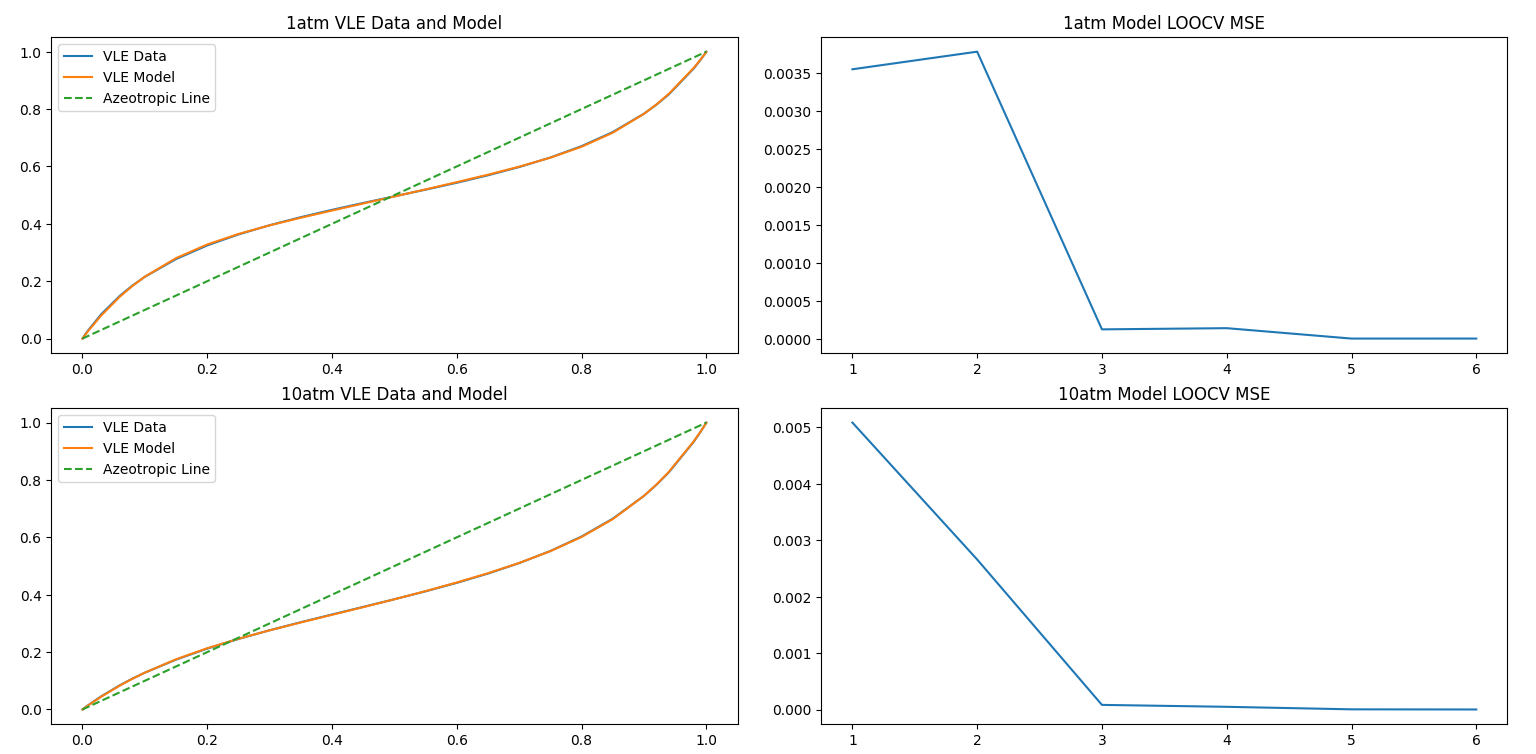 1atm VLE Data and Model
VLE Data
VLE Model
Azeotropic Line
1.0
0.8
0.6
0.4
0.2
0.0
0.0 0.2 0.4 0.6 0.8 1.0
1atm Model LOOCV MSE
0.0035
0.0030
0.0025
0.0020
0.0015
0.0010
0.0005
0.0000
1 2 3 4 5 6
10atm VLE Data and Model
VLE Data
VLE Model
Azeotropic Line
1.0
0.8
0.6
0.4
0.2
0.0
0.0 0.2 0.4 0.6 0.8 1.0
10atm Model LOOCV MSE
0.005
0.004
0.003
0.002
0.001
0.000
1 2 3 4 5 6